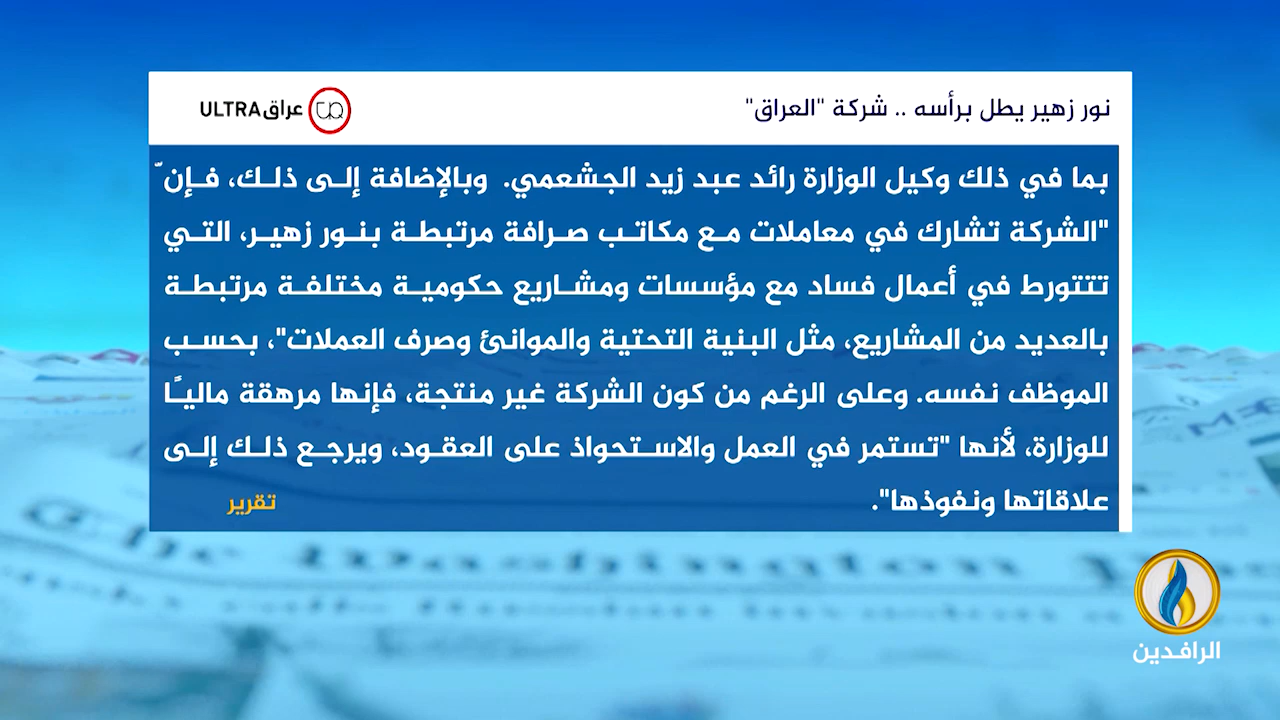 نور زهير يطل برأسه .. شركة "العراق"
ULTRA عراق
بما في ذلك وكيل الوزارة رائد عبد زيد الجشعمي. وبالإضافة إلى ذلك، فإنّ
"الشركة تشارك في معاملات مع مكاتب صرافة مرتبطة بنور زهير، التي
تتتورط في أعمال فساد مع مؤسسات ومشاريع حكومية مختلفة مرتبطة
بالعديد من المشاريع، مثل البنية التحتية والموانئ وصرف العملات"، بحسب
الموظف نفسه. وعلى الرغم من كون الشركة غير منتجة، فإنها مرهقة ماليًا
للوزارة، لأنها "تستمر في العمل والاستحواذ على العقود، ويرجع ذلك إلى
علاقاتها ونفوذها".
تقرير
The Washington
الرافدين